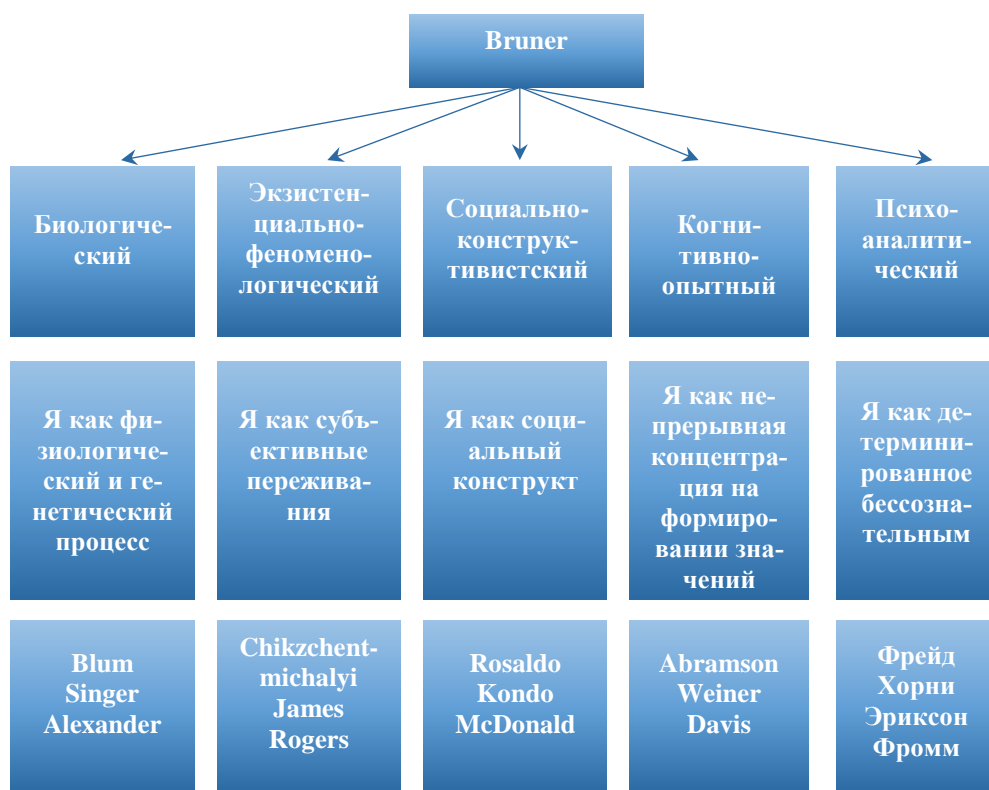 Bruner
Биологиче-
ский
Экзистен-
циально-
феномено-
логический
Социально-
конструк-
тивистский
Когни-
тивно-
опытный
Психо-
аналити-
ческий
Я как фи-
зиологиче-
ский и ге-
нетический
процесс
Я как субъ-
ективные
пережива-
ния
Я как соци-
альный
конструкт
Я как не-
прерывная
концентра-
ция на
формиро-
вании зна-
чений
Я как де-
термини-
рованное
бессозна-
тельным
Blum
Singer
Alexander
Chikzchent-
michalyi
James
Rogers
Rosaldo
Kondo
McDonald
Abramson
Weiner
Davis
Фрейд
Хорни
Эриксон
Фромм